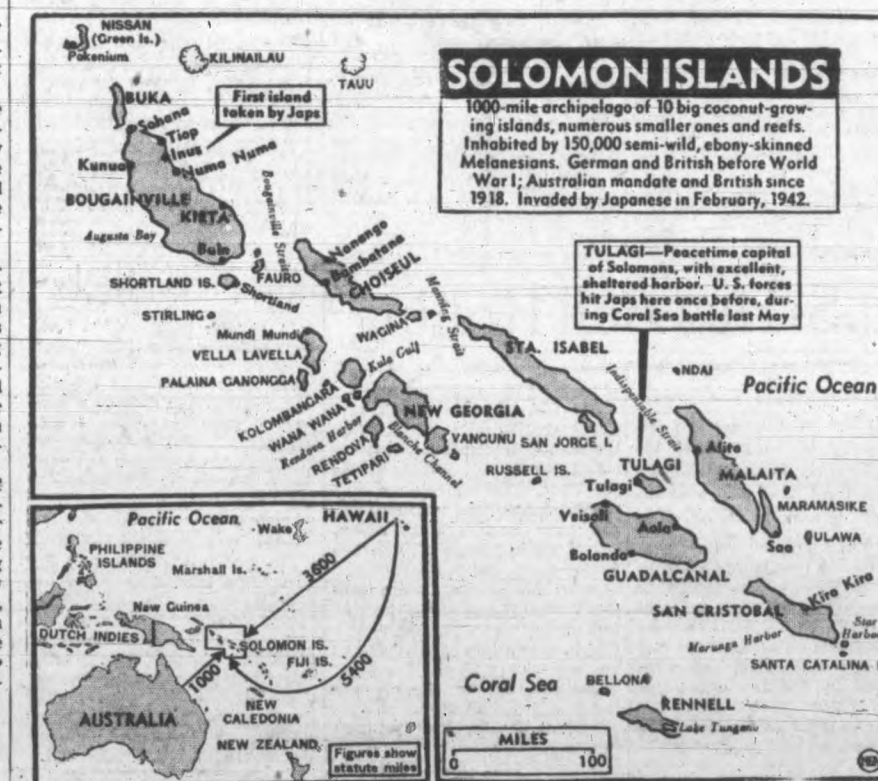 NISSAN
(Green Is.)
Pokenium
KILINAILAU
TAUU
SOLOMON ISLANDS
1000-mile archipelago of 10 big coconut-grow-
ing islands, numerous smaller ones and reefs.
Inhabited by 150,000 semi-wild, ebony-skinned
Melanesians. German and British before World
War I; Australian mandate and British since
1918. Invaded by Japanese in February, 1942.
BUKA
First island
taken by Japs
Sohana
Tiop
Inus
Numa Numa
Kunua
BOUGAINVILLE
KIETA
Augusta Bay
Buin
Bougainville Strait
FAURO
SHORTLAND IS.
Shortland
STIRLING
Bambatana
CHOISEUL
WAGINA
Manning Strait
TULAGI—Peacetime capital
of Solomons, with excellent,
sheltered harbor. U. S. forces
hit Japs here once before, dur-
ing Coral Sea battle last May
Mundi Mundi
VELLA LAVELLA
PALAINA GANONGGA
Kula Gulf
KOLOMBANGARA
WANA WANA
Rendova Harbor
RENDOVA
TETIPARI
Blanche Channel
NEW GEORGIA
VANGUNU
STA. ISABEL
SAN JORGE I.
RUSSELL IS.
Indispensable Strait
NDAI
Pacific Ocean
TULAGI
Tulagi
Alite
MALAITA
MARAMASIKE
Saa
ULAWA
Veisali
Aola
Bolondo
GUADALCANAL
SAN CRISTOBAL
Kira Kira
Star
Harbor
Marunga Harbor
SANTA CATALINA I
Coral Sea
BELLONA
RENNELL
MILES
0 100
Pacific Ocean
Wake
HAWAII
PHILIPPINE
ISLANDS
Marshall Is.
3600
New Guinea
DUTCH INDIES
SOLOMON IS.
FIJI IS.
5400
1000
NEW
CALEDONIA
AUSTRALIA
NEW ZEALAND
Figures show
statute miles